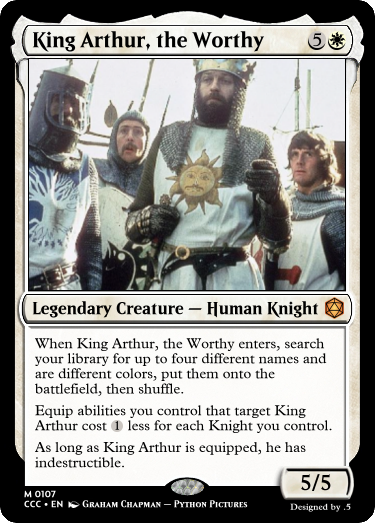 King Arthur, the Worthy 5
Legendary Creature — Human Knight
When King Arthur, the Worthy enters, search
your library for up to four different names and
are different colors, put them onto the
battlefield, then shuffle.
Equip abilities you control that target King
Arthur cost 1 less for each Knight you control.
As long as King Arthur is equipped, he has
indestructible.
5/5
M 0107
CCC • EN GRAHAM CHAPMAN — PYTHON PICTURES
Designed by .5